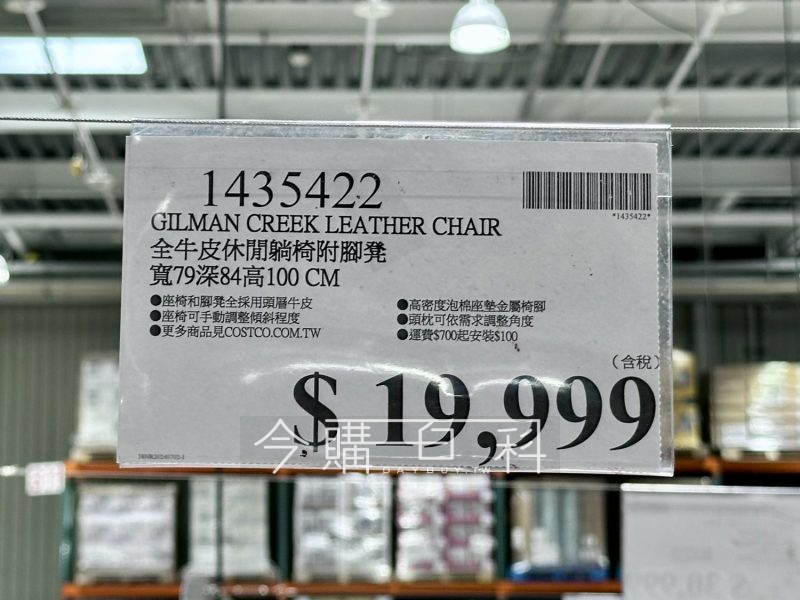 1435422
*1435422*
GILMAN CREEK LEATHER CHAIR
全牛皮休閒躺椅附腳凳
寬79深84高100 CM
●座椅和腳凳全採用頭層牛皮
●座椅可手動調整傾斜程度
●更多商品見COSTCO.COM.TW
●高密度泡棉座墊金屬椅腳
●頭枕可依需求調整角度
●運費$700起安裝$100
(含稅)
$ 19,999
今購百科
DAYBUY.TW